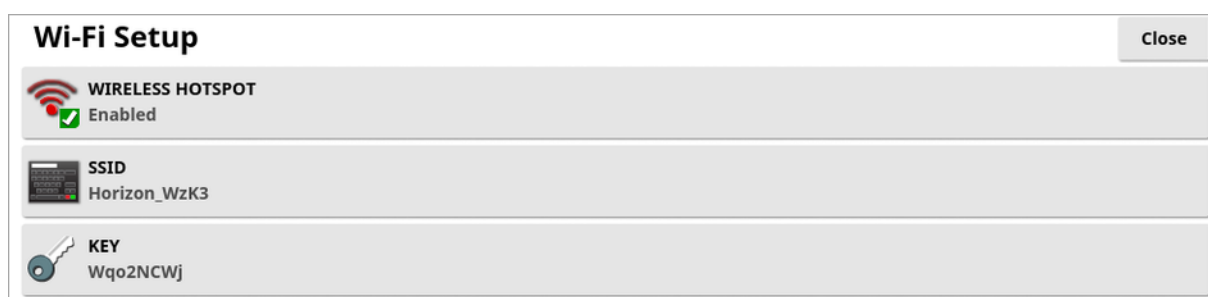 Wi-Fi Setup
Close
WIRELESS HOTSPOT
Enabled
SSID
Horizon_WzK3
KEY
Wqo2NCWj